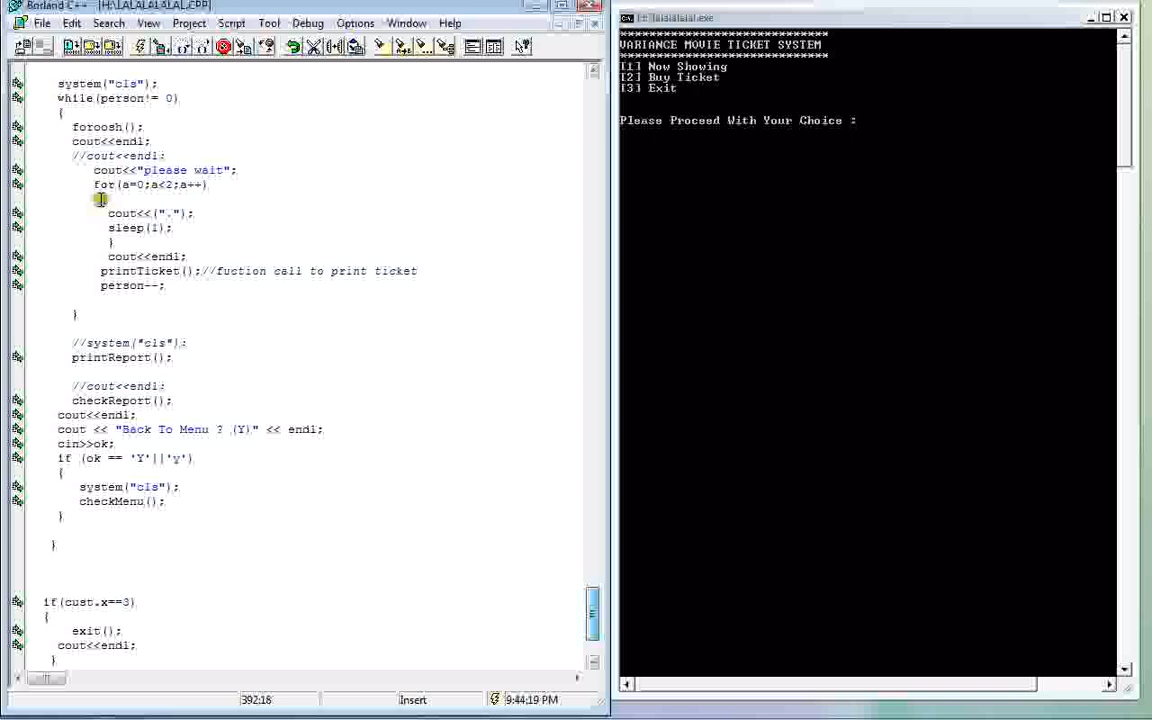 Borland C++ - [H:\LALALALALAL.CPP]
File Edit Search View Project Script Tool Debug Options Window Help
system("cls");
while(person!= 0)
{
foroosh();
cout<<endl;
//cout<<endl;
cout<<"please wait";
for(a=0;a<2;a++)
cout<<(".");
sleep(1);
}
cout<<endl;
printTicket();//fuction call to print ticket
person--;
}
//system("cls");
printReport();
//cout<<endl;
checkReport();
cout<<endl;
cout << "Back To Menu ? (Y)" << endl;
cin>>ok;
if (ok == 'Y'||'y')
{
system("cls");
checkMenu();
}
}
if(cust.x==3)
{
exit();
cout<<endl;
}
392:18 Insert 9:44:19 PM
*****************************
VARIANCE MOVIE TICKET SYSTEM
*****************************
[1] Now Showing
[2] Buy Ticket
[3] Exit
Please Proceed With Your Choice :